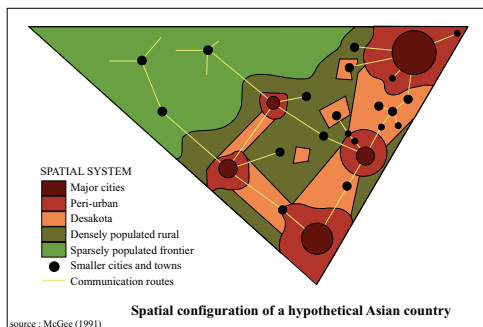 SPATIAL SYSTEM
Major cities
Peri-urban
Desakota
Densely populated rural
Sparsely populated frontier
Smaller cities and towns
Communication routes
Spatial configuration of a hypothetical Asian country
source : McGee (1991)